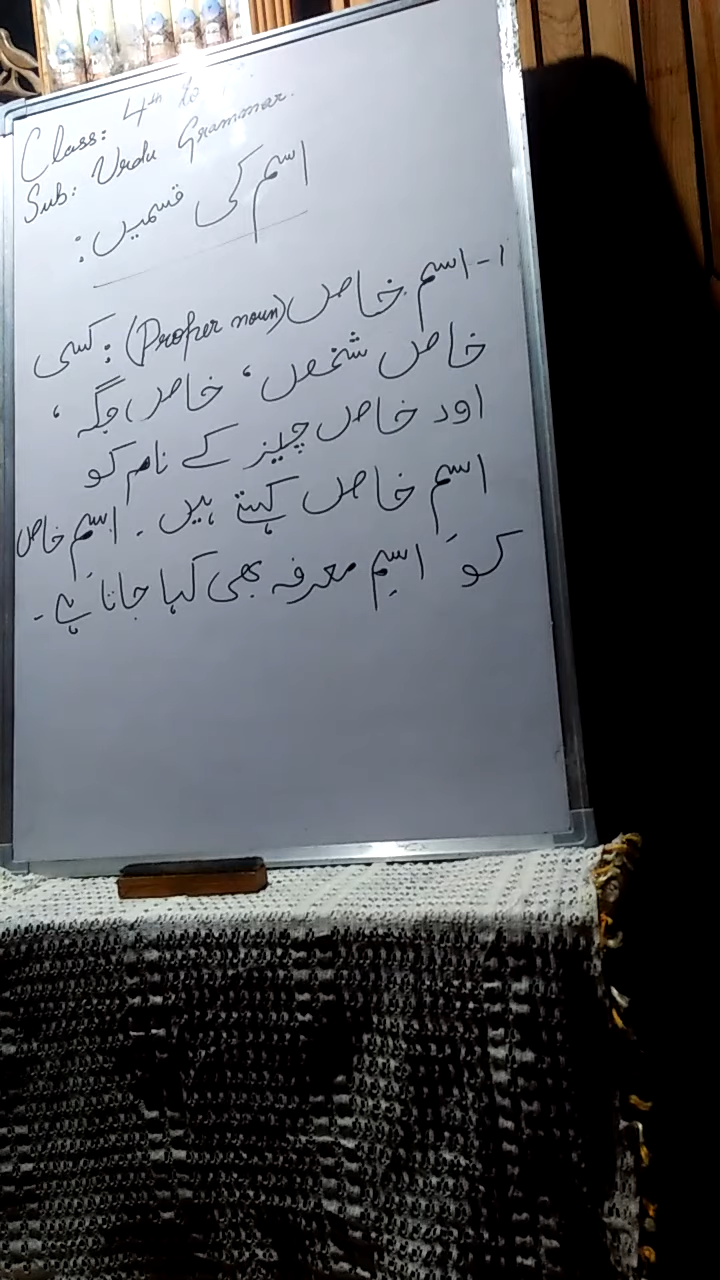 Class: 4th to
Sub: Urdu Grammar.
اسم کی قسمیں:
۱- اسم خاص (Proper noun): کسی
خاص شخص، خاص جگہ،
اور خاص چیز کے نام کو
اسم خاص کہتے ہیں۔ اسم خاص
کو اسمِ معرفہ بھی کہا جاتا ہے۔